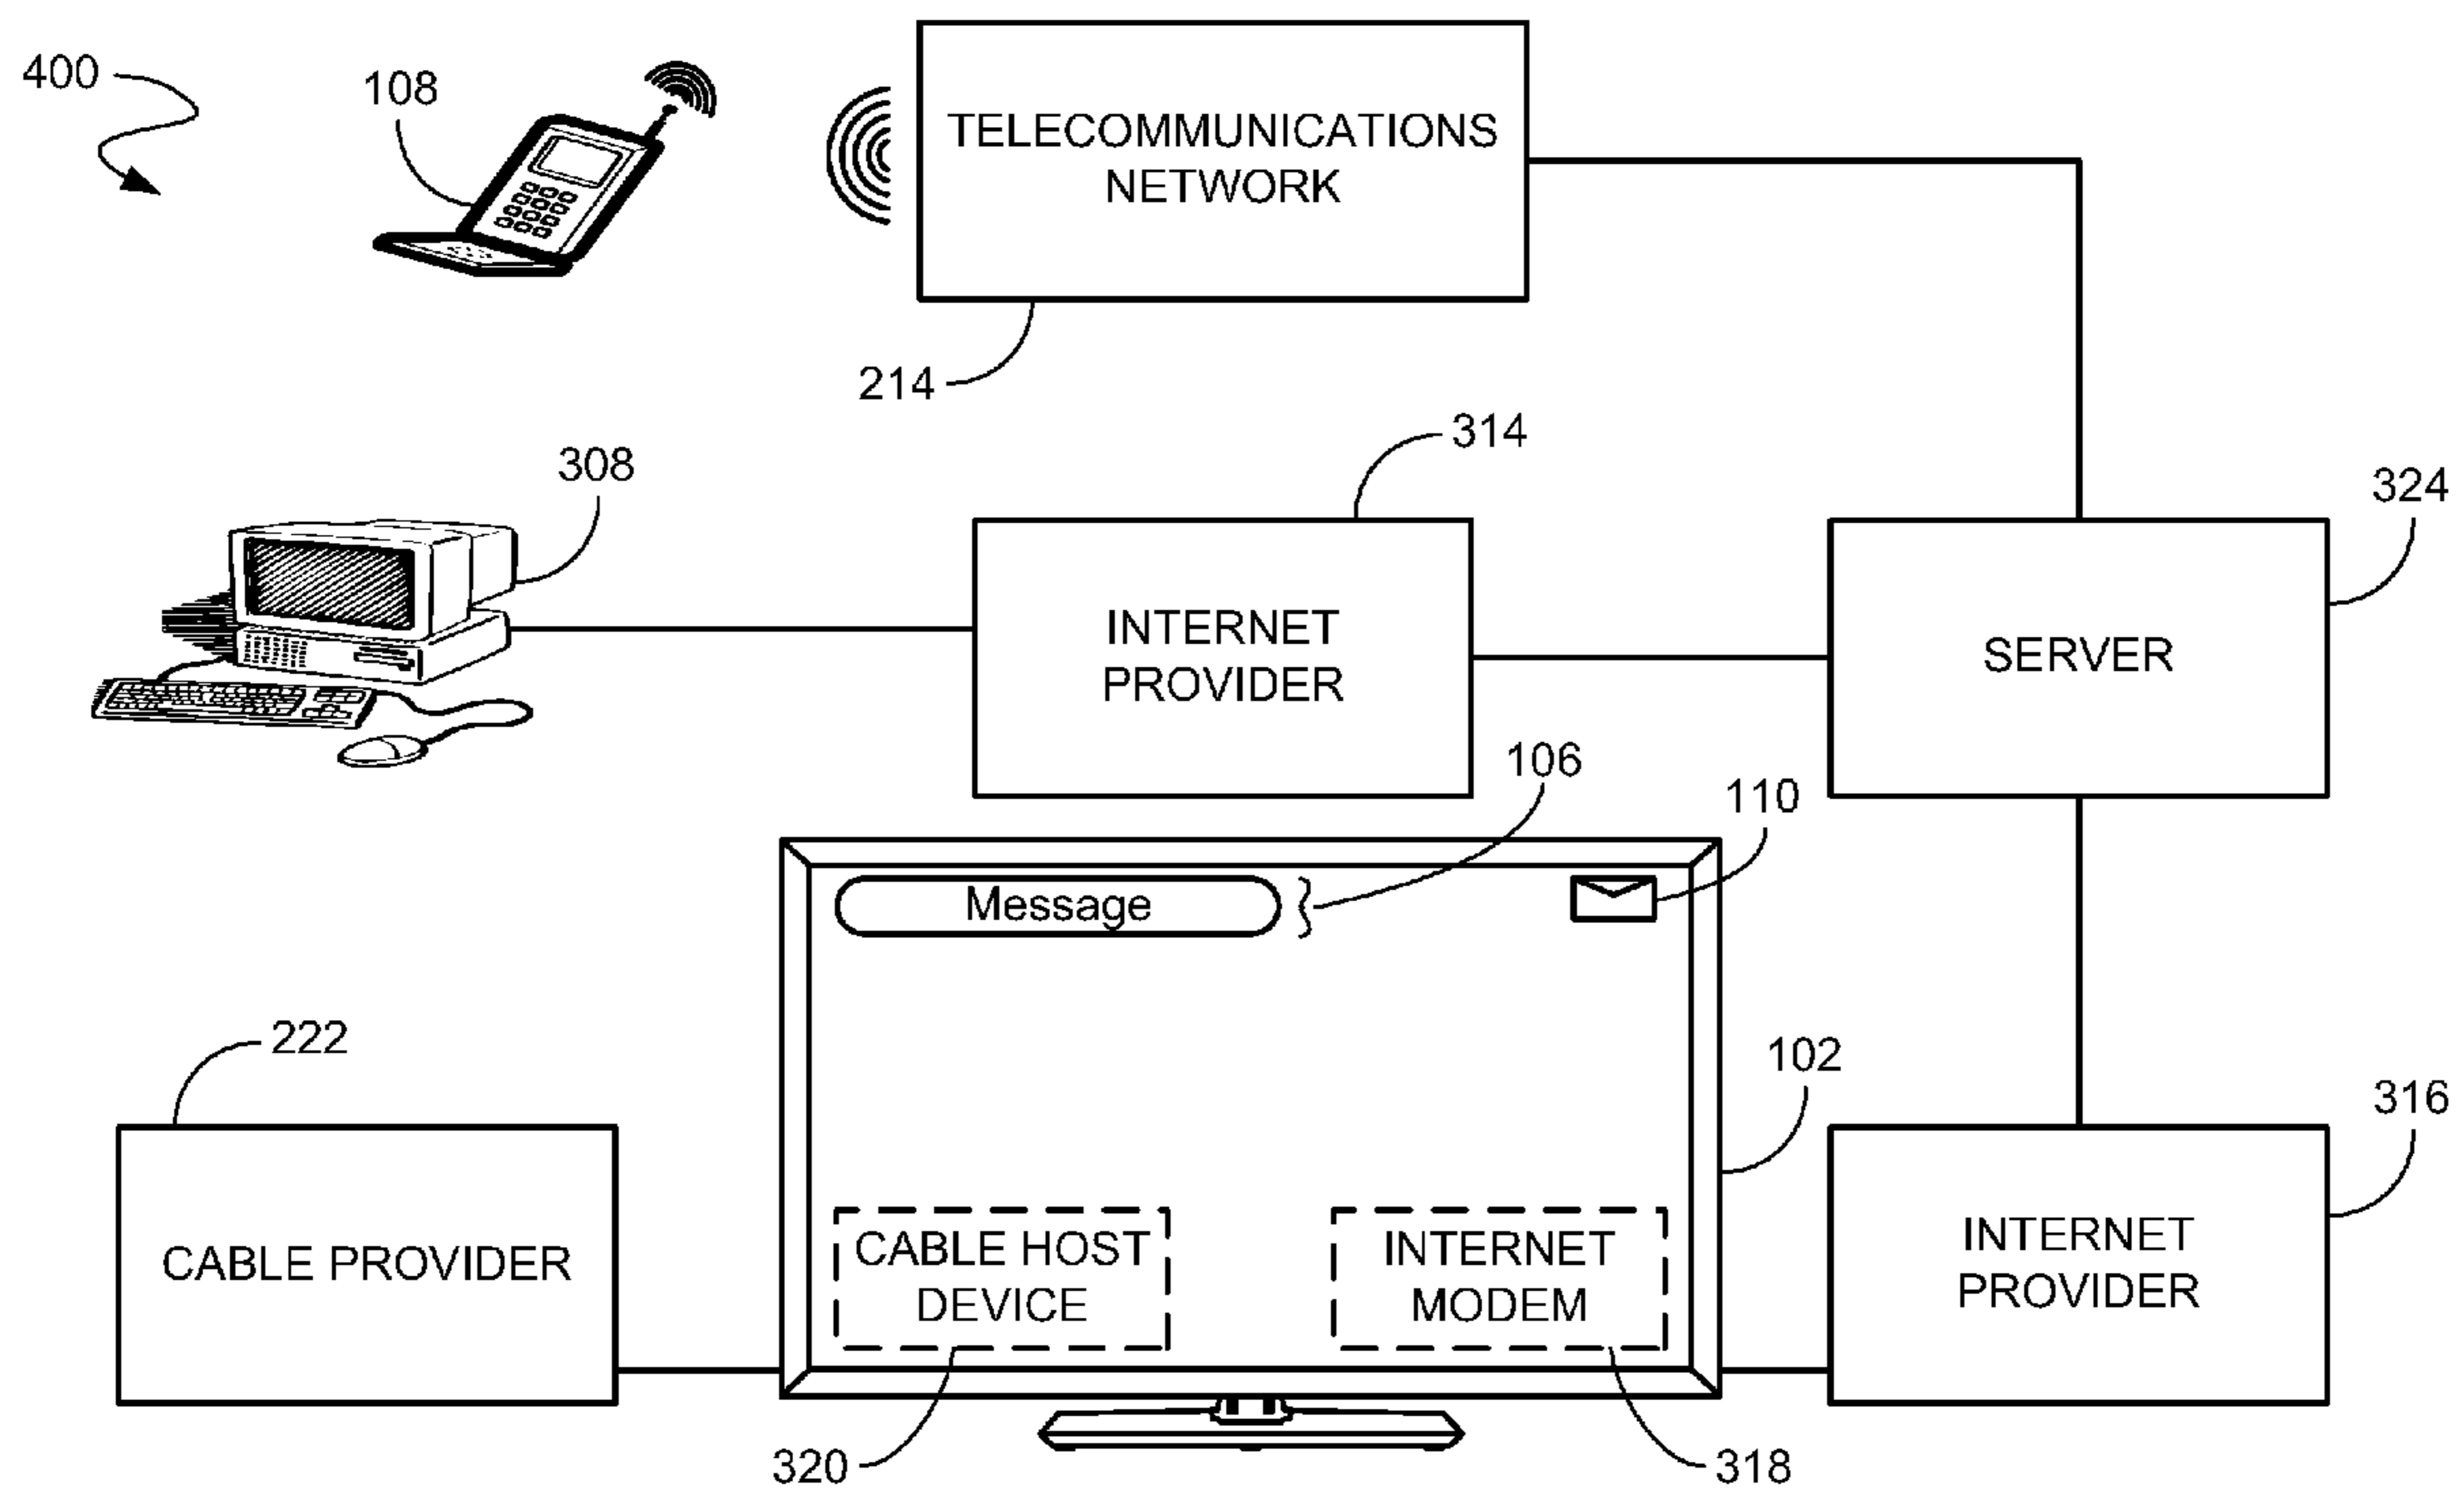 400
108
TELECOMMUNICATIONS
NETWORK
214
314
308
324
INTERNET
PROVIDER
SERVER
106
110
Message
222
102
316
CABLE PROVIDER
CABLE HOST
DEVICE
INTERNET
MODEM
INTERNET
PROVIDER
320
318